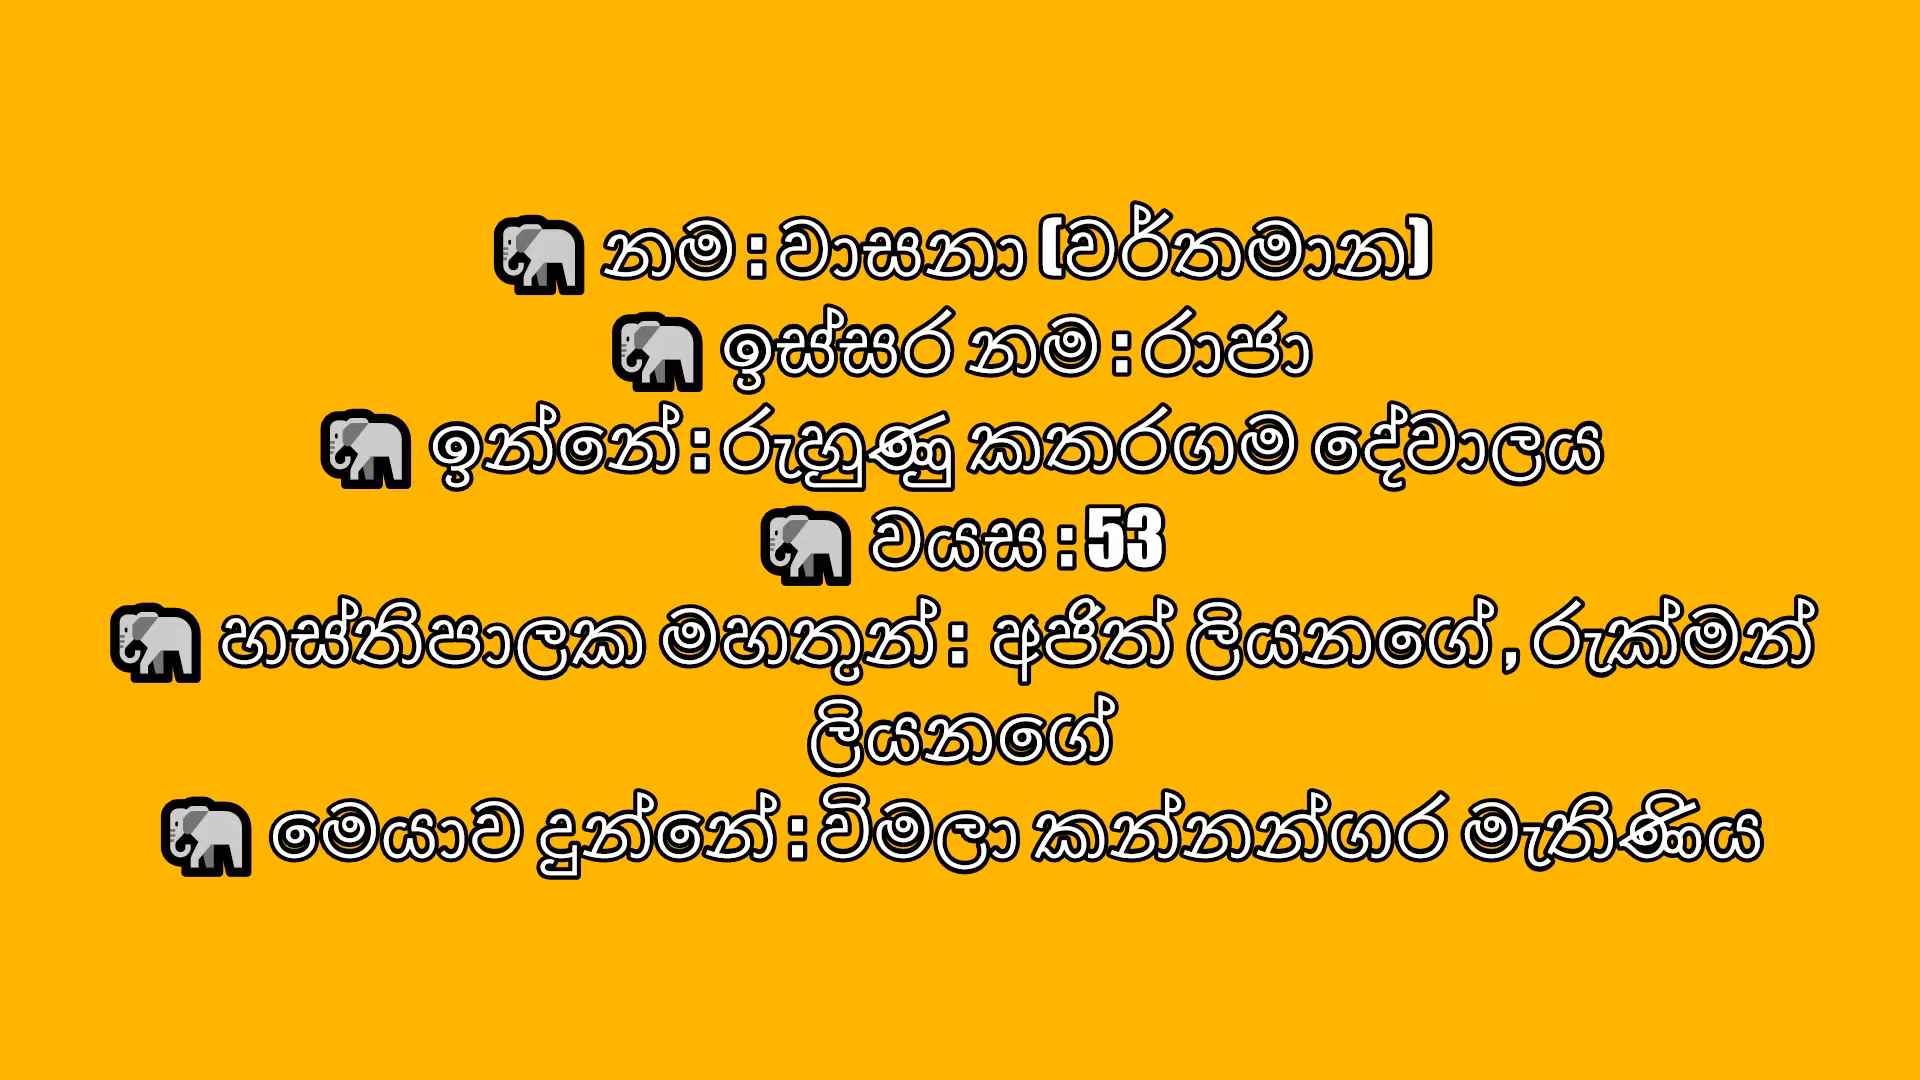 🐘 නම : වාසනා (වර්තමාන)
🐘 ඉස්සර නම : රාජා
🐘 ඉන්නේ : රුහුණු කතරගම දේවාලය
🐘 වයස : 53
🐘 හස්තිපාලක මහතුන් : අජිත් ලියනගේ , රුක්මන්
ලියනගේ
🐘 මෙයාව දුන්නේ : විමලා කන්නන්ගර මැතිණිය